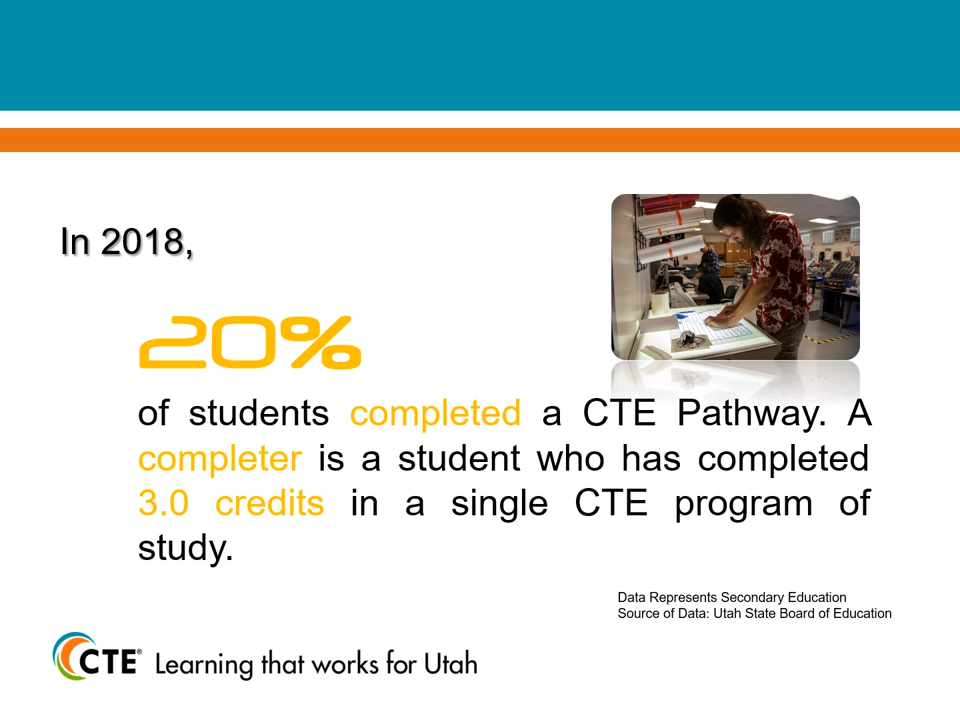 In 2018,
20%
of students completed a CTE Pathway. A
completer is a student who has completed
3.0 credits in a single CTE program of
study.
Data Represents Secondary Education
Source of Data: Utah State Board of Education
CTE® Learning that works for Utah